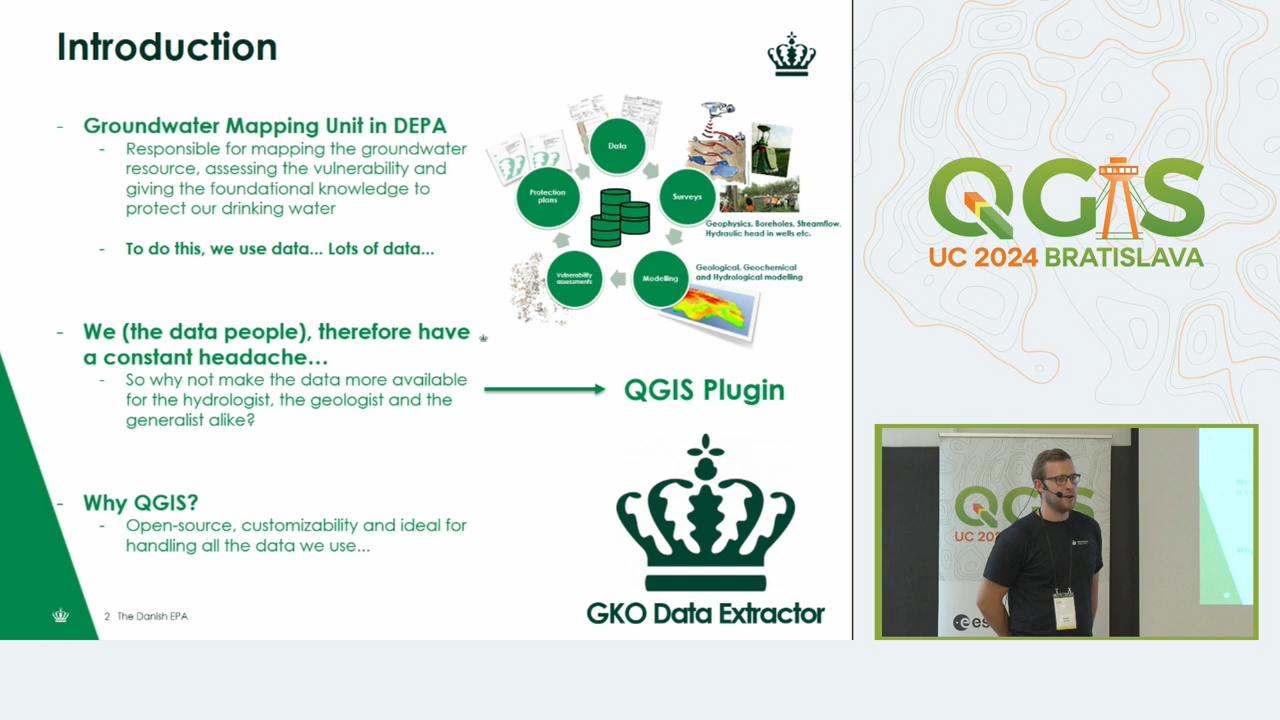 Introduction
- Groundwater Mapping Unit in DEPA
- Responsible for mapping the groundwater
resource, assessing the vulnerability and
giving the foundational knowledge to
protect our drinking water
- To do this, we use data... Lots of data...
- We (the data people), therefore have
a constant headache...
- So why not make the data more available
for the hydrologist, the geologist and the
generalist alike?
- Why QGIS?
- Open-source, customizability and ideal for
handling all the data we use...
2 The Danish EPA
Data
Surveys
Geophysics, Boreholes, Streamflow,
Hydraulic head in wells etc.
Modelling
Geological, Geochemical
and Hydrological modelling
Vulnerability
assessments
Protection
plans
QGIS Plugin
GKO Data Extractor
QGIS
UC 2024 BRATISLAVA
QGIS
UC 20
es